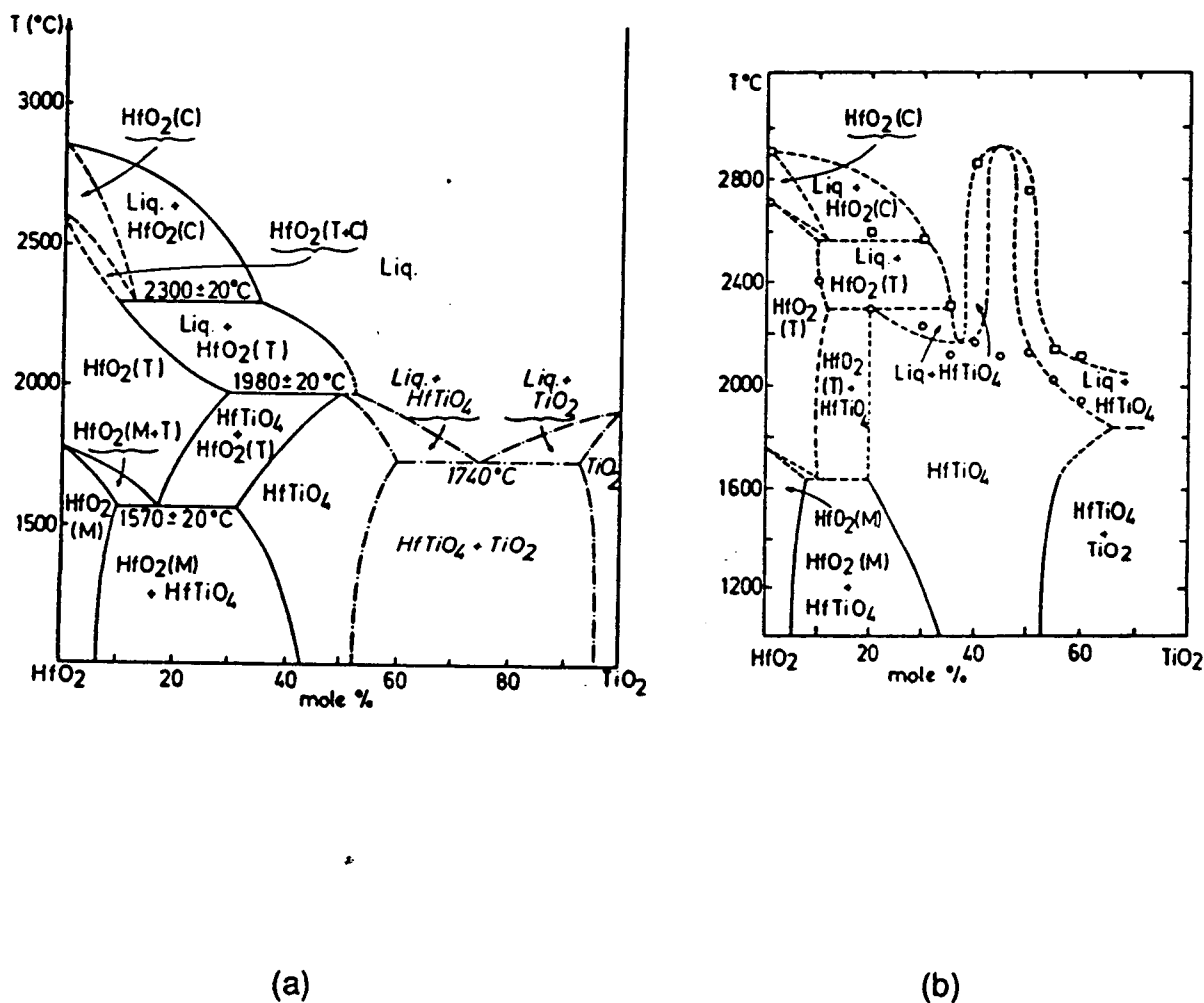 T (°C)
3000
2500
2000
1500
HfO2(C)
Liq. +
HfO2(C)
HfO2(T+C)
Liq.
2300±20°C
Liq. +
HfO2(T)
HfO2(T)
1980±20°C
Liq.+
HfTiO4
Liq.+
TiO2
HfO2(M+T)
HfTiO4
+
HfO2(T)
HfO2
(M)
1570±20°C
HfTiO4
1740°C
TiO2
HfO2(M)
+ HfTiO4
HfTiO4 + TiO2
HfO2
20
40
60
80
TiO2
mole %
(a)
T°C
2800
2400
2000
1600
1200
HfO2(C)
Liq +
HfO2(C)
Liq.+
HfO2(T)
HfO2
(T)
HfO2
(T)+
HfTiO4
Liq+ HfTiO4
Liq +
HfTiO4
HfTiO4
HfO2(M)
HfO2(M)
+
HfTiO4
HfTiO4
+
TiO2
HfO2
20
40
60
TiO2
mole %
(b)